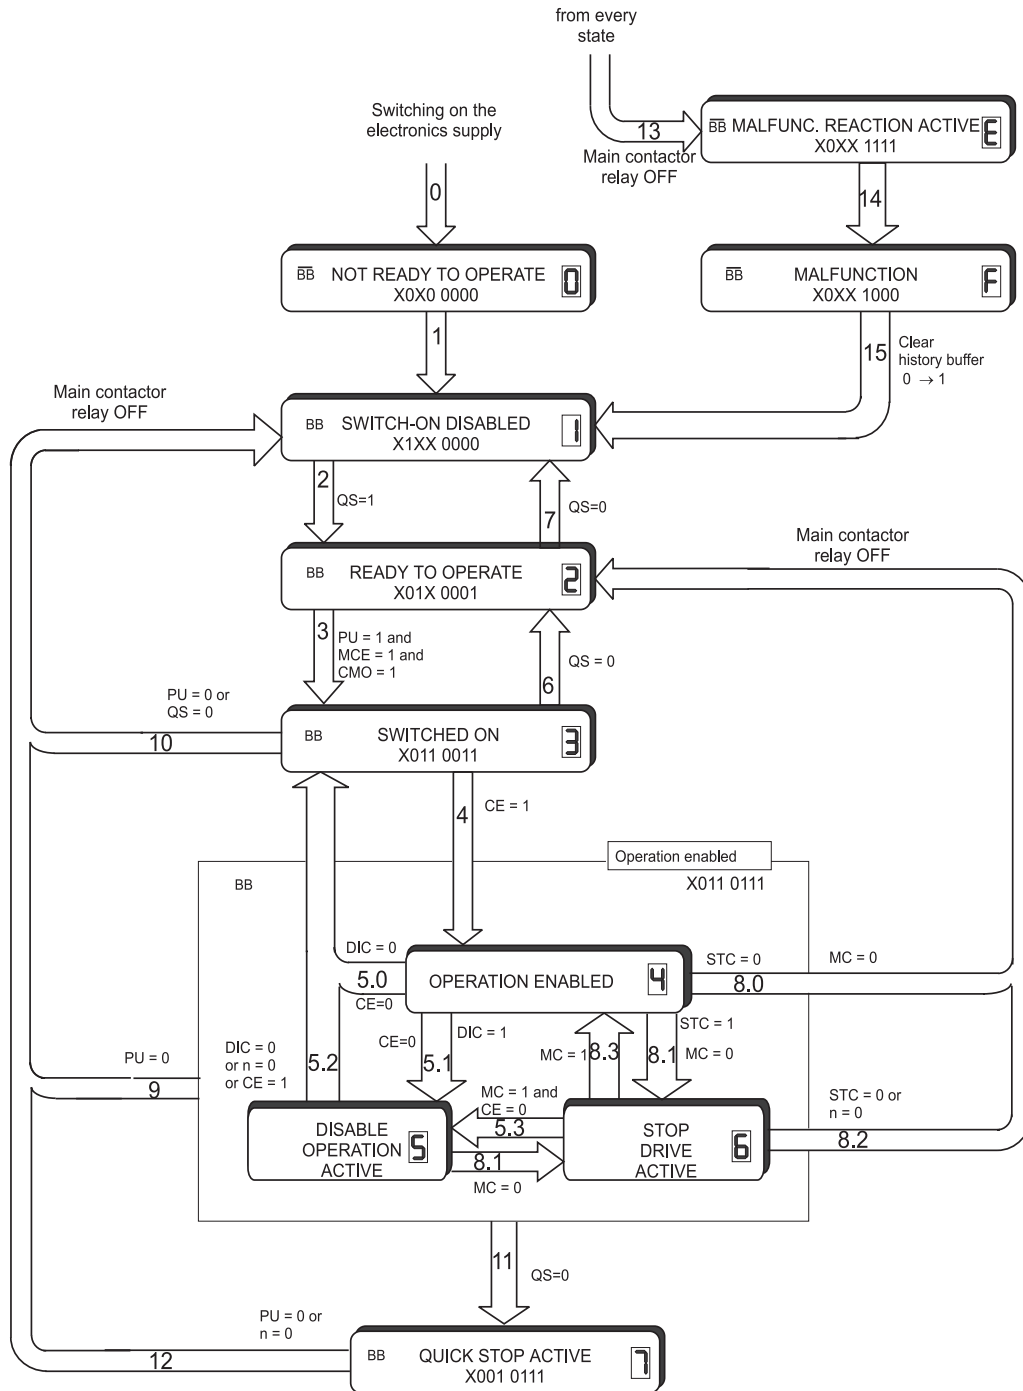 from every
state
Switching on the
electronics supply
13
Main contactor
relay OFF
B̅B̅ MALFUNC. REACTION ACTIVE E
X0XX 1111
0
14
B̅B̅ NOT READY TO OPERATE 0
X0X0 0000
B̅B̅ MALFUNCTION F
X0XX 1000
1
15
Clear
history buffer
0 → 1
Main contactor
relay OFF
BB SWITCH-ON DISABLED 1
X1XX 0000
2
QS=1
7
QS=0
Main contactor
relay OFF
BB READY TO OPERATE 2
X01X 0001
3
PU = 1 and
MCE = 1 and
CMO = 1
6
QS = 0
PU = 0 or
QS = 0
10
BB SWITCHED ON 3
X011 0011
4
CE = 1
Operation enabled
X011 0111
BB
DIC = 0
5.0
CE=0
OPERATION ENABLED 4
STC = 0
MC = 0
8.0
PU = 0
9
DIC = 0
or n = 0
or CE = 1
5.2
CE=0
5.1
DIC = 1
MC = 1
8.3
8.1
STC = 1
MC = 0
MC = 1 and
CE = 0
5.3
STC = 0 or
n = 0
8.2
DISABLE
OPERATION
ACTIVE
5
8.1
MC = 0
STOP
DRIVE
ACTIVE
6
11
QS=0
PU = 0 or
n = 0
12
BB QUICK STOP ACTIVE 7
X001 0111